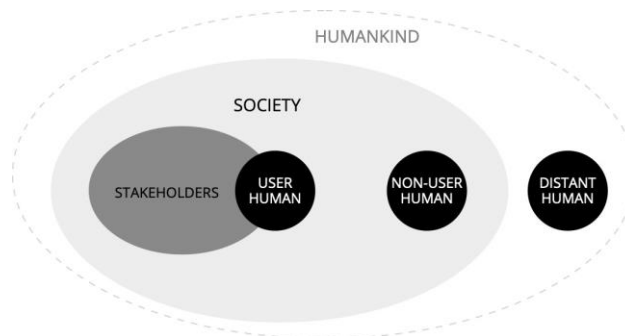 HUMANKIND
SOCIETY
STAKEHOLDERS
USER
HUMAN
NON-USER
HUMAN
DISTANT
HUMAN